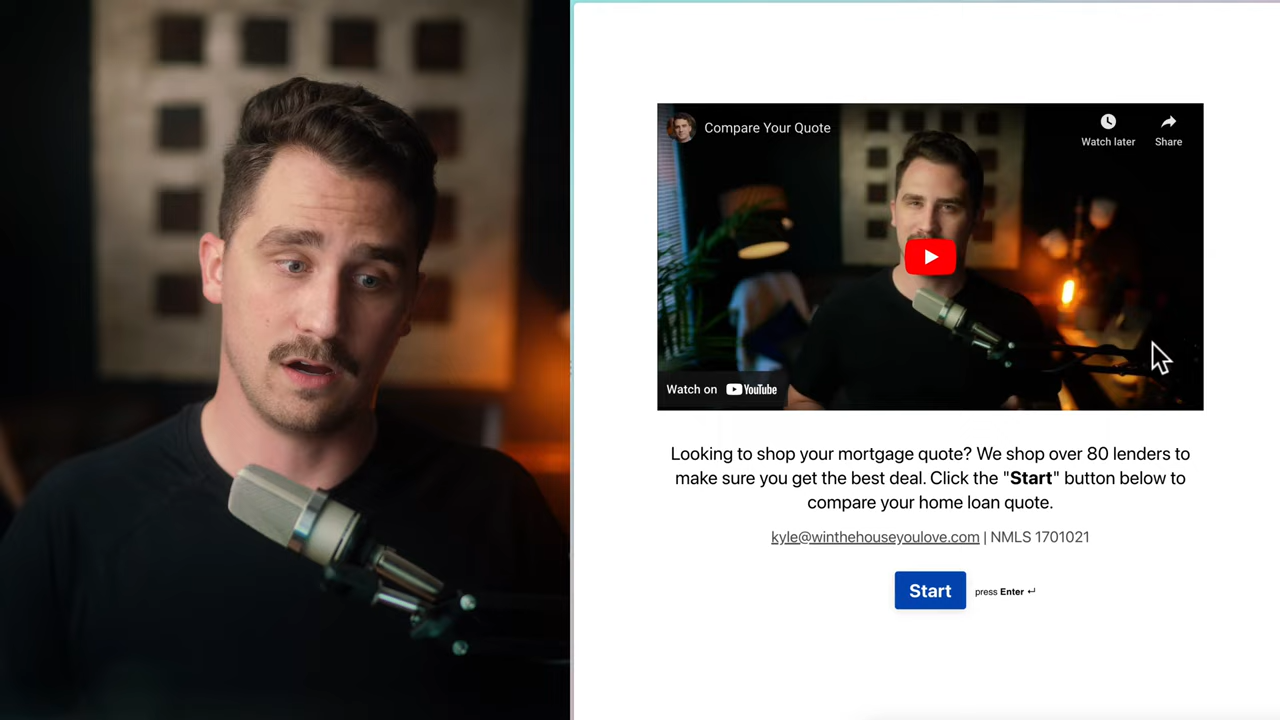 Compare Your Quote
Watch later
Share
Watch on YouTube
Looking to shop your mortgage quote? We shop over 80 lenders to
make sure you get the best deal. Click the "Start" button below to
compare your home loan quote.
kyle@winthehouseyoulove.com | NMLS 1701021
Start
press Enter ↵